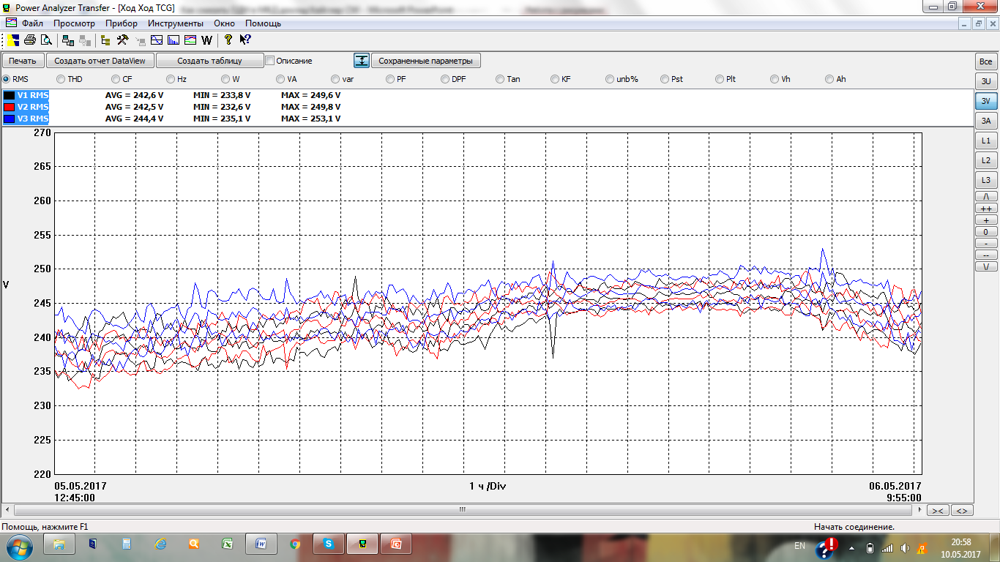 Power Analyzer Transfer - [Ход Ход TCG]
Файл Просмотр Прибор Инструменты Окно Помощь
W ? ?
Печать Создать отчет DataView Создать таблицу Описание Сохраненные параметры Все
RMS THD CF Hz W VA var PF DPF Tan KF unb% Pst Plt Vh Ah
3U
3V
3A
L1
L2
L3
/\
++
+
0
-
--
\/
V1 RMS AVG = 242,6 V MIN = 233,8 V MAX = 249,6 V
V2 RMS AVG = 242,5 V MIN = 232,6 V MAX = 249,8 V
V3 RMS AVG = 244,4 V MIN = 235,1 V MAX = 253,1 V
270
265
260
255
250
V
245
240
235
230
225
220
05.05.2017 1 ч /Div 06.05.2017
12:45:00 9:55:00
>< <>
Помощь, нажмите F1 Начать соединение.
EN 20:58
10.05.2017